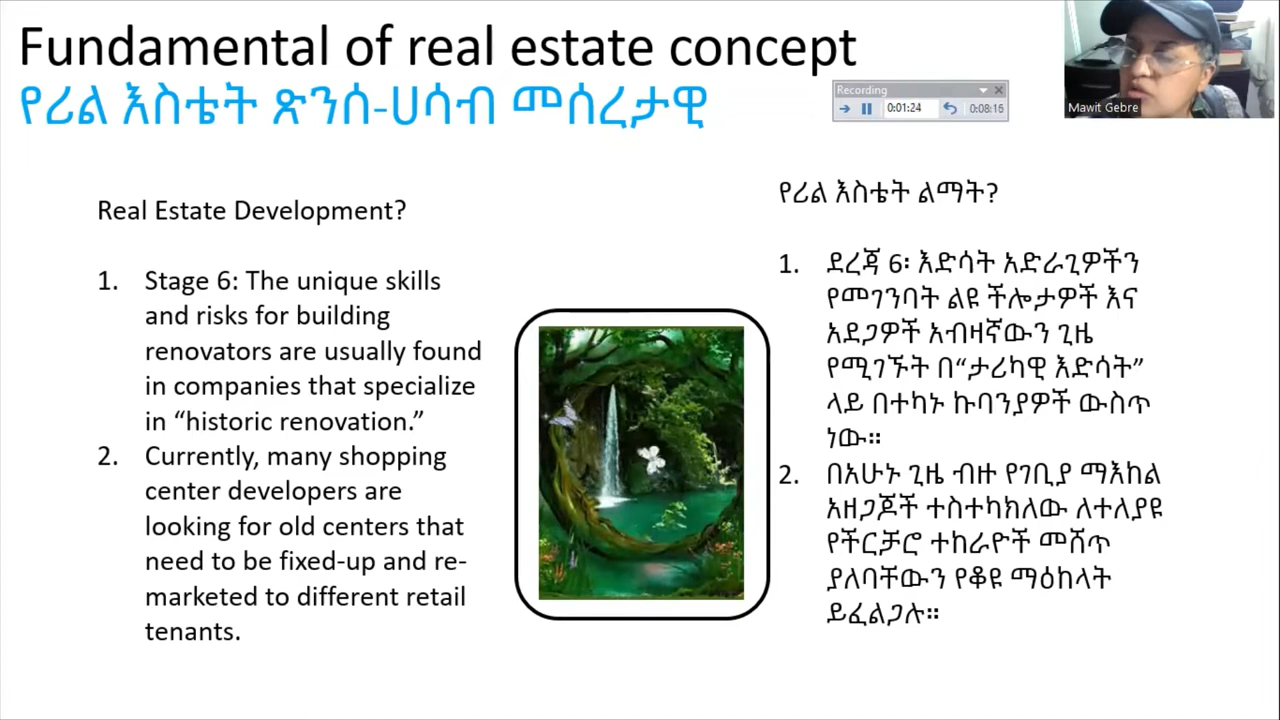 Fundamental of real estate concept
የሪል እስቴት ጽንሰ-ሀሳብ መሰረታዊ
Recording
0:01:24
0:08:15
Mawit Gebre
Real Estate Development?
1. Stage 6: The unique skills
and risks for building
renovators are usually found
in companies that specialize
in “historic renovation.”
2. Currently, many shopping
center developers are
looking for old centers that
need to be fixed-up and re-
marketed to different retail
tenants.
የሪል እስቴት ልማት?
1. ደረጃ 6፡ እድሳት አድራጊዎችን
የመገንባት ልዩ ችሎታዎች እና
አደጋዎች አብዛኛውን ጊዜ
የሚገኙት በ“ታሪካዊ እድሳት”
ላይ በተካኑ ኩባንያዎች ውስጥ
ነው።
2. በአሁኑ ጊዜ ብዙ የገቢያ ማእከል
አዘጋጆች ተስተካክለው ለተለያዩ
የችርቻሮ ተከራዮች መሸጥ
ያለባቸውን የቆዩ ማዕከላት
ይፈልጋሉ።